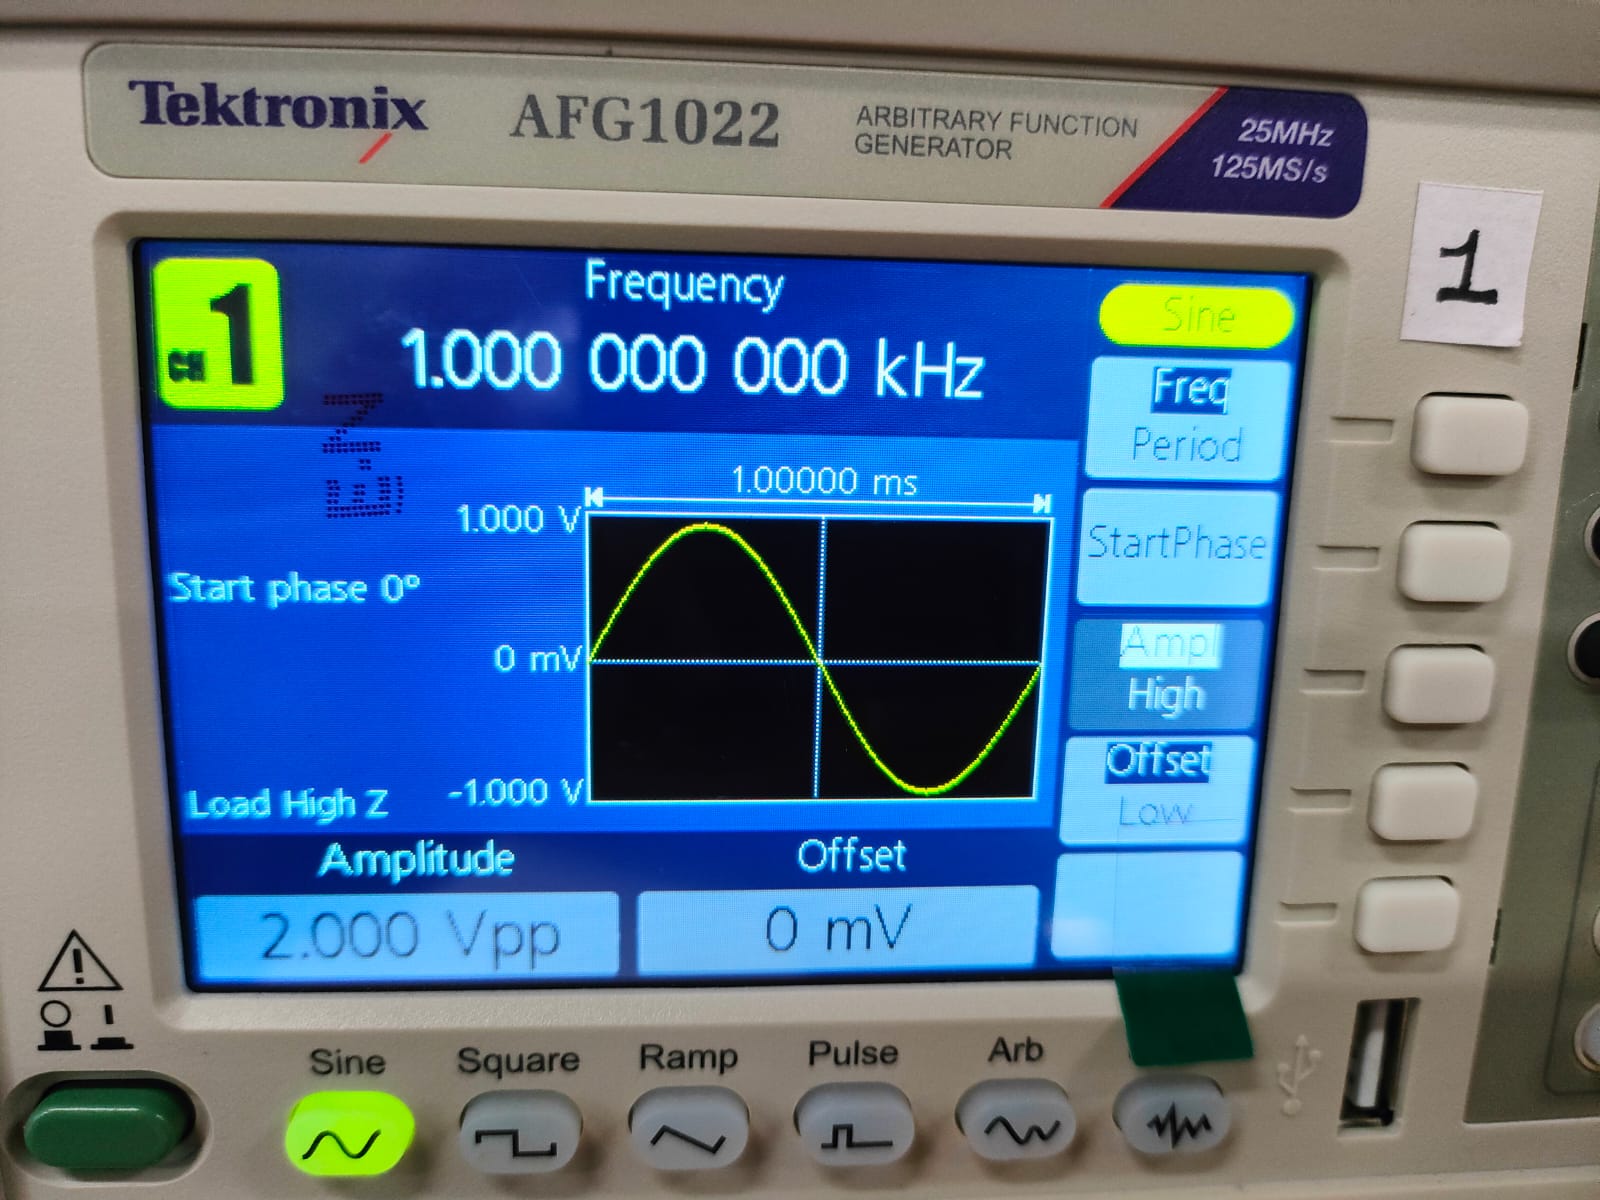 Tektronix AFG1022 ARBITRARY FUNCTION GENERATOR
25MHz
125MS/s
1
CH 1
Frequency
1.000 000 000 kHz
Sine
Freq
Period
1.00000 ms
1.000 V
StartPhase
Start phase 0°
0 mV
Ampl
High
Offset
Low
Load High Z
-1.000 V
Amplitude
Offset
2.000 Vpp
0 mV
Sine
Square
Ramp
Pulse
Arb